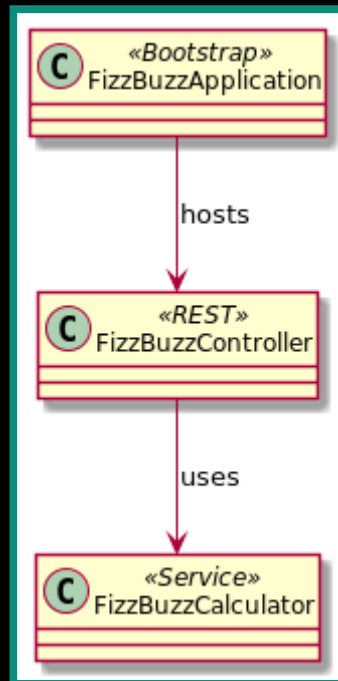 «Bootstrap»
C FizzBuzzApplication
hosts
«REST»
C FizzBuzzController
uses
«Service»
C FizzBuzzCalculator